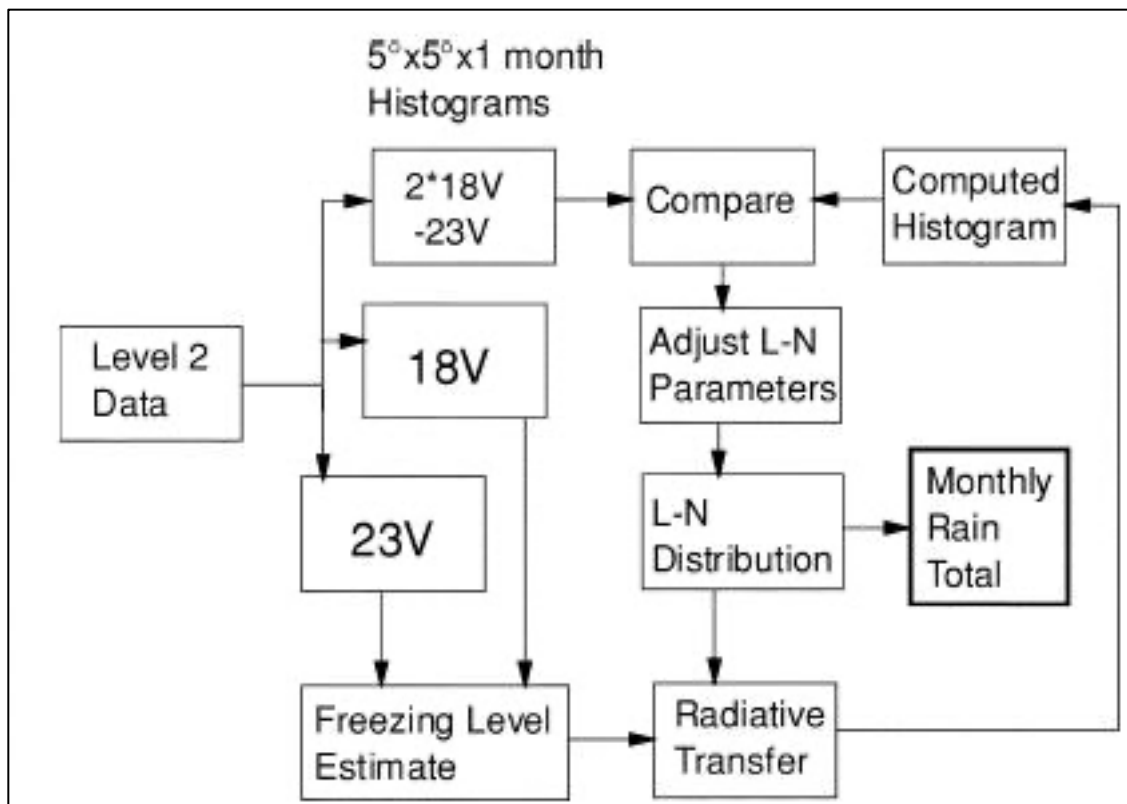 5°x5°x1 month
Histograms
2*18V
-23V
Compare
Computed
Histogram
Level 2
Data
18V
Adjust L-N
Parameters
23V
L-N
Distribution
Monthly
Rain
Total
Freezing Level
Estimate
Radiative
Transfer